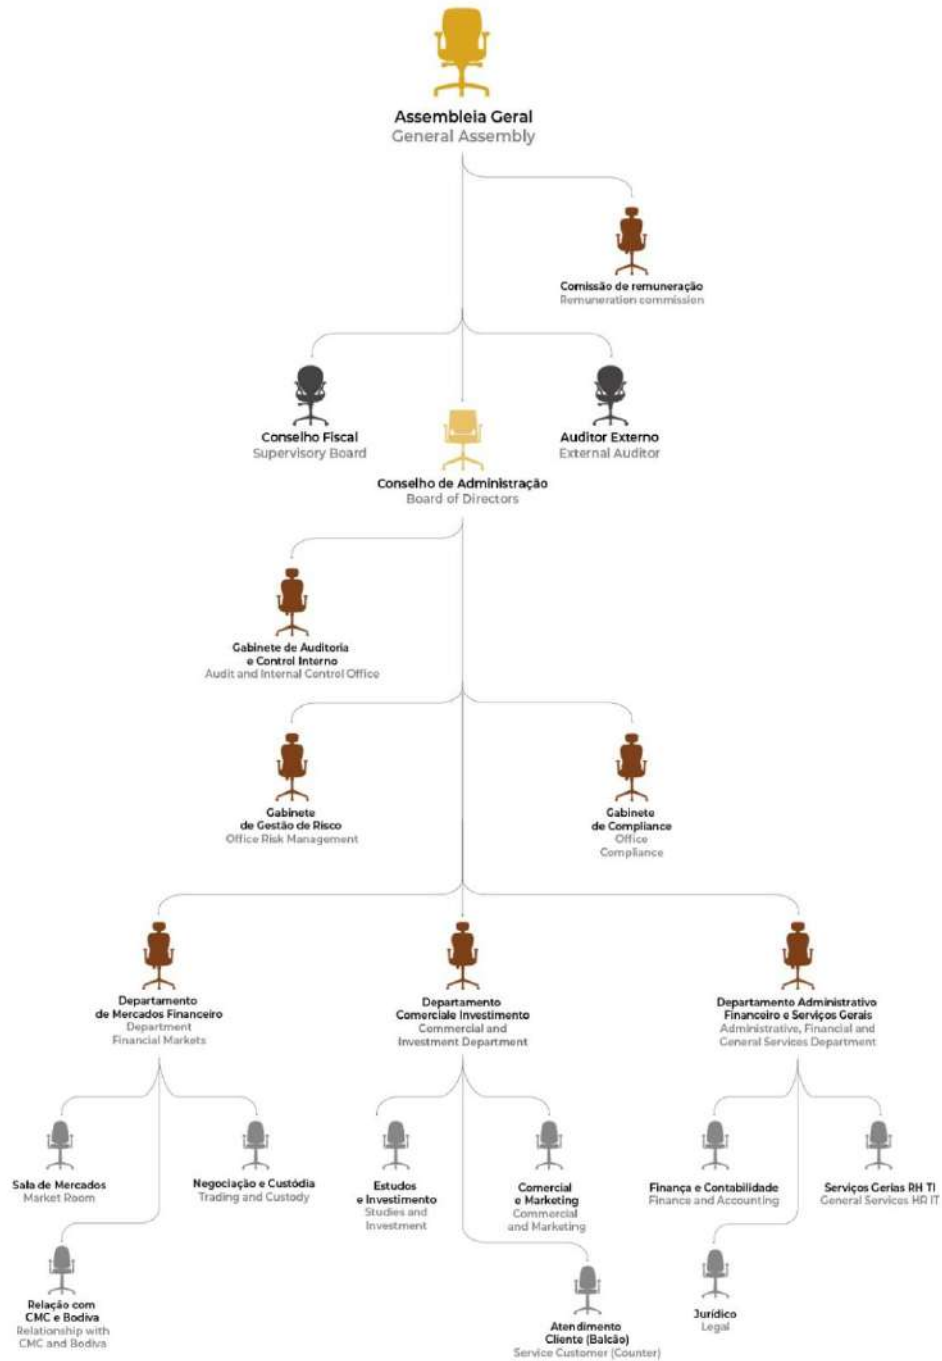 Assembleia Geral
General Assembly
Comissão de remuneração
Remuneration commission
Conselho Fiscal
Supervisory Board
Auditor Externo
External Auditor
Conselho de Administração
Board of Directors
Gabinete de Auditoria
e Control Interno
Audit and Internal Control Office
Gabinete
de Gestão de Risco
Office Risk Management
Gabinete
de Compliance
Office
Compliance
Departamento
de Mercados Financeiro
Department
Financial Markets
Departamento
Comerciale Investimento
Commercial and
Investment Department
Departamento Administrativo
Financeiro e Serviços Gerais
Administrative, Financial and
General Services Department
Sala de Mercados
Market Room
Negociação e Custódia
Trading and Custody
Estudos
e Investimento
Studies and
Investment
Comercial
e Marketing
Commercial
and Marketing
Finança e Contabilidade
Finance and Accounting
Serviços Gerias RH TI
General Services HR IT
Relação com
CMC e Bodiva
Relationship with
CMC and Bodiva
Atendimento
Cliente (Balcão)
Service Customer (Counter)
Jurídico
Legal